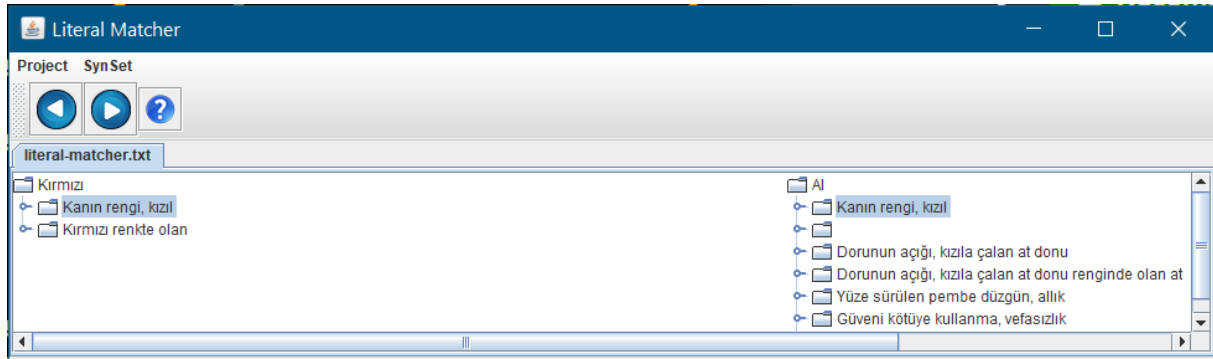 Literal Matcher
Project SynSet
?
literal-matcher.txt
Kırmızı
Kanın rengi, kızıl
Kırmızı renkte olan
Al
Kanın rengi, kızıl
Dorunun açığı, kızıla çalan at donu
Dorunun açığı, kızıla çalan at donu renginde olan at
Yüze sürülen pembe düzgün, allık
Güveni kötüye kullanma, vefasızlık